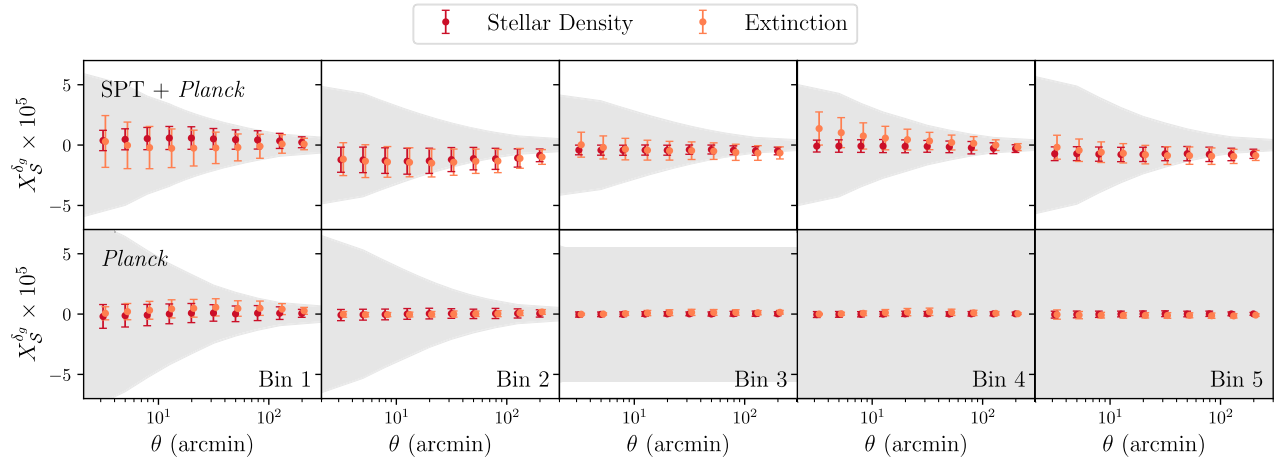 Stellar Density Extinction
SPT + Planck
X_S^{δ_g} × 10^5
5
0
−5
Planck
X_S^{δ_g} × 10^5
5
0
−5
Bin 1 Bin 2 Bin 3 Bin 4 Bin 5
10^1 10^2 10^1 10^2 10^1 10^2 10^1 10^2 10^1 10^2
θ (arcmin) θ (arcmin) θ (arcmin) θ (arcmin) θ (arcmin)